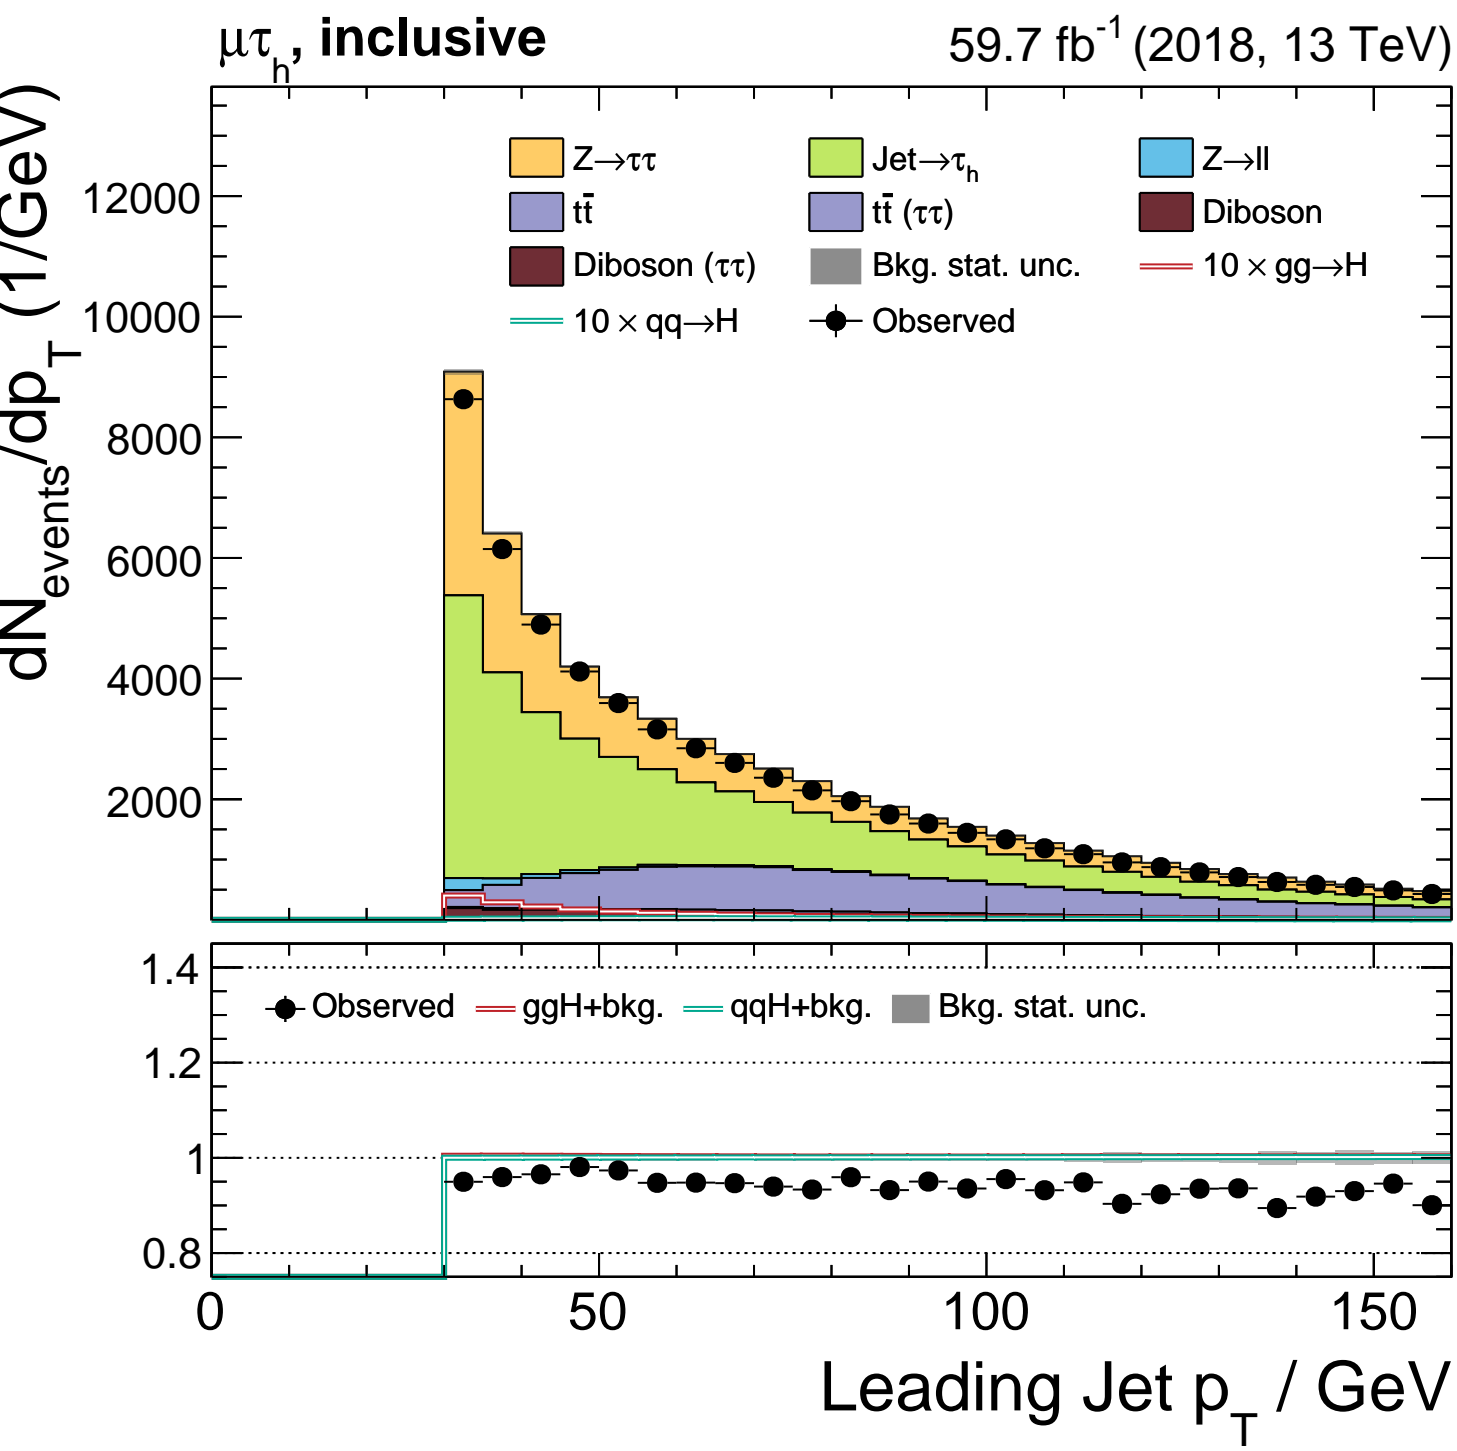 μτh, inclusive
59.7 fb-1 (2018, 13 TeV)
dNevents/dpT (1/GeV)
Z→ττ
Jet→τh
Z→ll
tt̄
tt̄ (ττ)
Diboson
Diboson (ττ)
Bkg. stat. unc.
10 × gg→H
10 × qq→H
Observed
12000
10000
8000
6000
4000
2000
1.4
Observed
ggH+bkg.
qqH+bkg.
Bkg. stat. unc.
1.2
1
0.8
0
50
100
150
Leading Jet pT / GeV